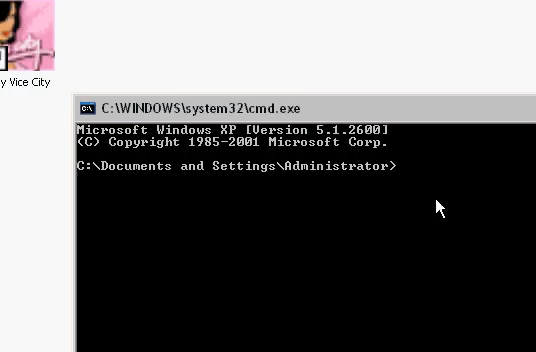 y Vice City
C:\WINDOWS\system32\cmd.exe
Microsoft Windows XP [Version 5.1.2600]
(C) Copyright 1985-2001 Microsoft Corp.
C:\Documents and Settings\Administrator>